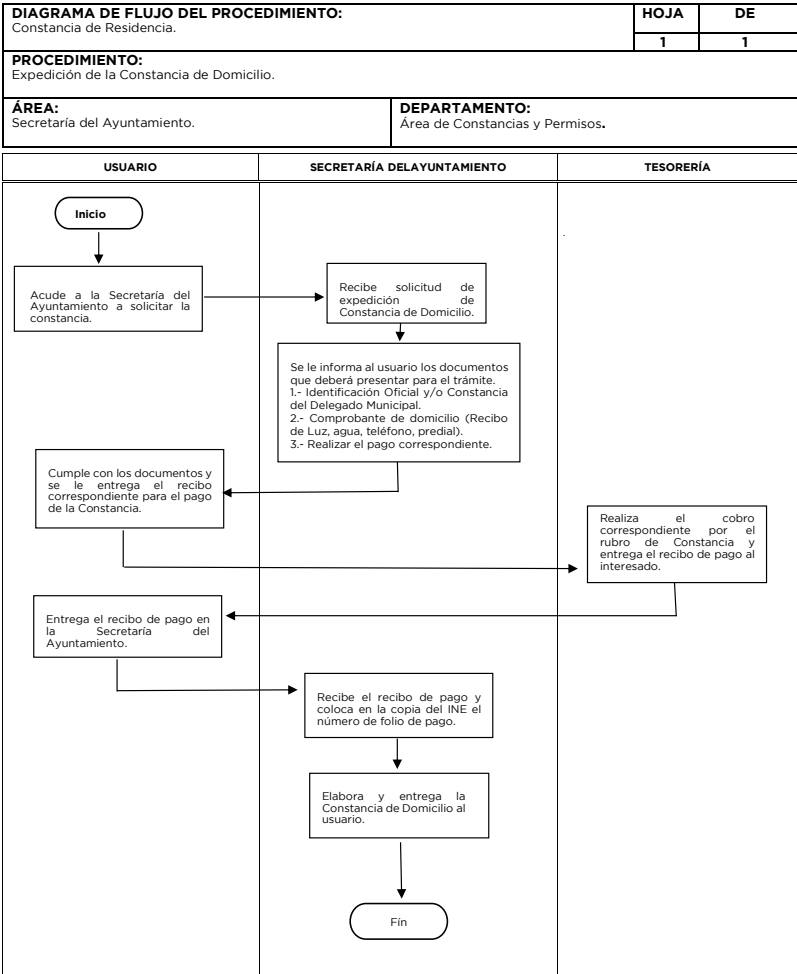 DIAGRAMA DE FLUJO DEL PROCEDIMIENTO:
Constancia de Residencia.
HOJA DE
1 1
PROCEDIMIENTO:
Expedición de la Constancia de Domicilio.
ÁREA:
Secretaría del Ayuntamiento.
DEPARTAMENTO:
Área de Constancias y Permisos.
USUARIO SECRETARÍA DELAYUNTAMIENTO TESORERÍA
Inicio
Acude a la Secretaría del
Ayuntamiento a solicitar la
constancia.
Recibe solicitud de
expedición de
Constancia de Domicilio.
Se le informa al usuario los documentos
que deberá presentar para el trámite.
1.- Identificación Oficial y/o Constancia
del Delegado Municipal.
2.- Comprobante de domicilio (Recibo
de Luz, agua, teléfono, predial).
3.- Realizar el pago correspondiente.
Cumple con los documentos y
se le entrega el recibo
correspondiente para el pago
de la Constancia.
Realiza el cobro
correspondiente por el
rubro de Constancia y
entrega el recibo de pago al
interesado.
Entrega el recibo de pago en
la Secretaría del
Ayuntamiento.
Recibe el recibo de pago y
coloca en la copia del INE el
número de folio de pago.
Elabora y entrega la
Constancia de Domicilio al
usuario.
Fín